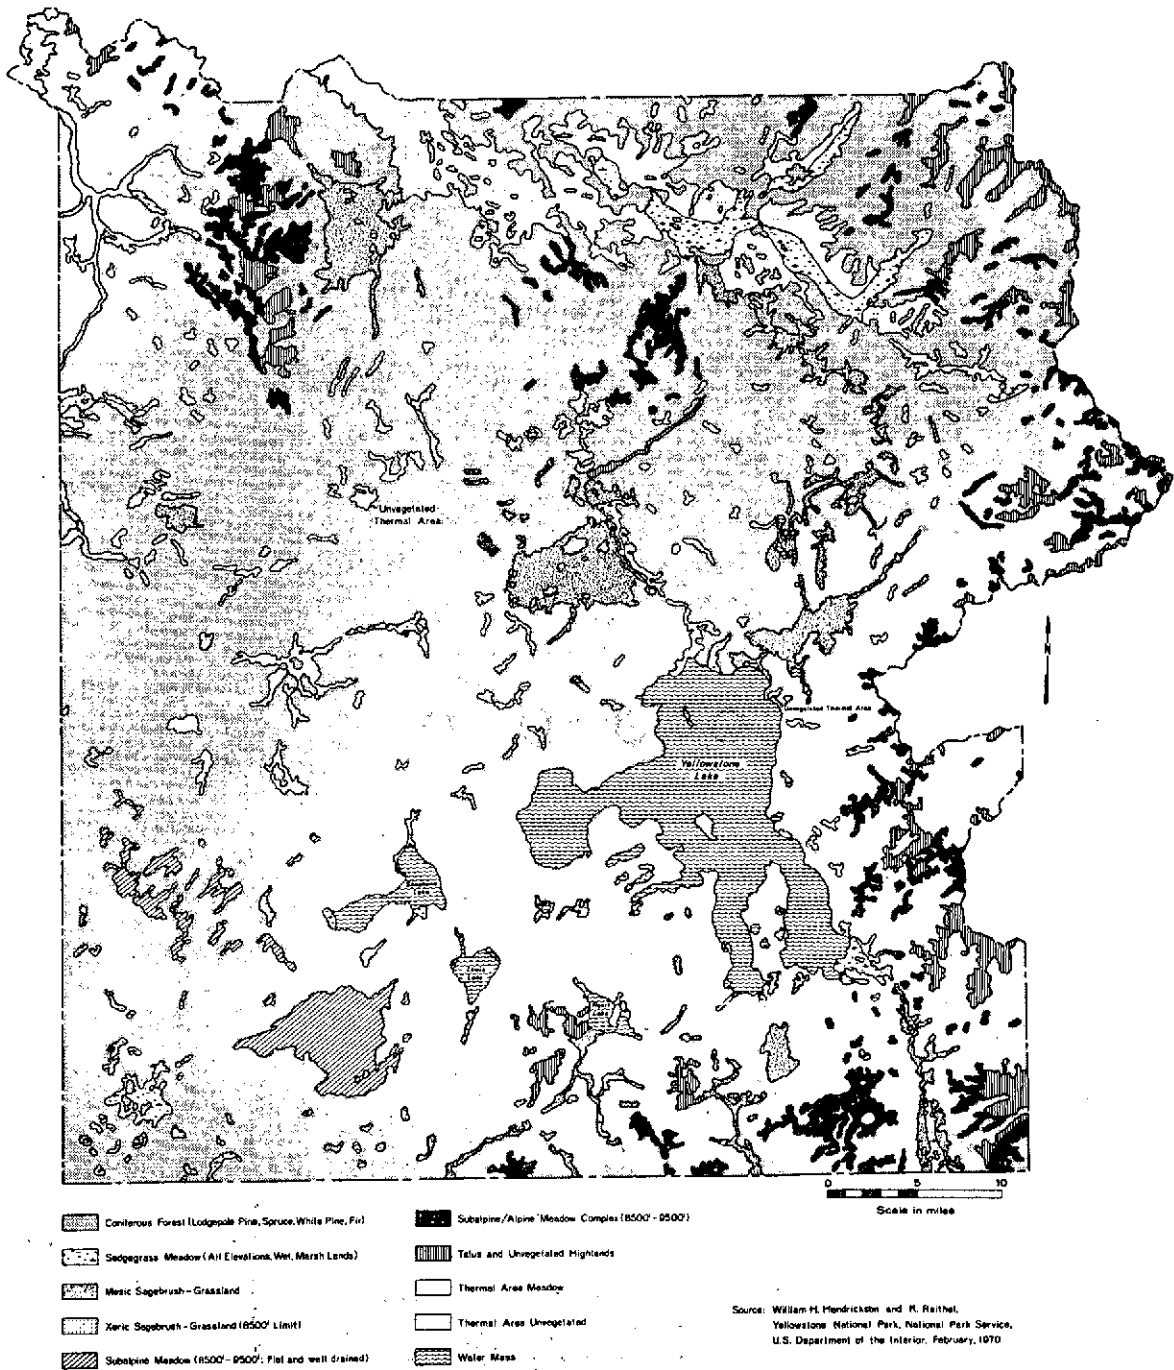 Unvegetated
Thermal Area
Unvegetated Thermal Area
Yellowstone
Lake
Lake
Lake
Lake
N
0 5 10
Scale in miles
Coniferous Forest (Lodgepole Pine, Spruce, White Pine, Fir)
Sedgegrass Meadow (All Elevations, Wet, Marsh Lands)
Mesic Sagebrush-Grassland
Xeric Sagebrush-Grassland (8500' Limit)
Subalpine Meadow (8500'-9500'; Flat and well drained)
Subalpine/Alpine Meadow Complex (8500'-9500')
Talus and Unvegetated Highlands
Thermal Area Meadow
Thermal Area Unvegetated
Water Mass
Source: William H. Hendrickson and R. Raithel,
Yellowstone National Park, National Park Service,
U.S. Department of the Interior, February, 1970